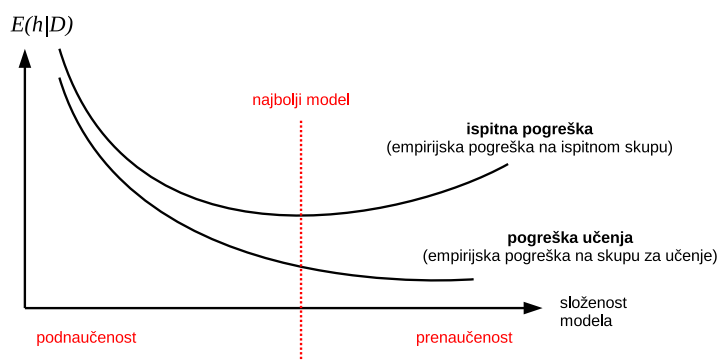 E(h|D)
najbolji model
ispitna pogreška
(empirijska pogreška na ispitnom skupu)
pogreška učenja
(empirijska pogreška na skupu za učenje)
složenost
modela
podnaučenost
prenaučenost